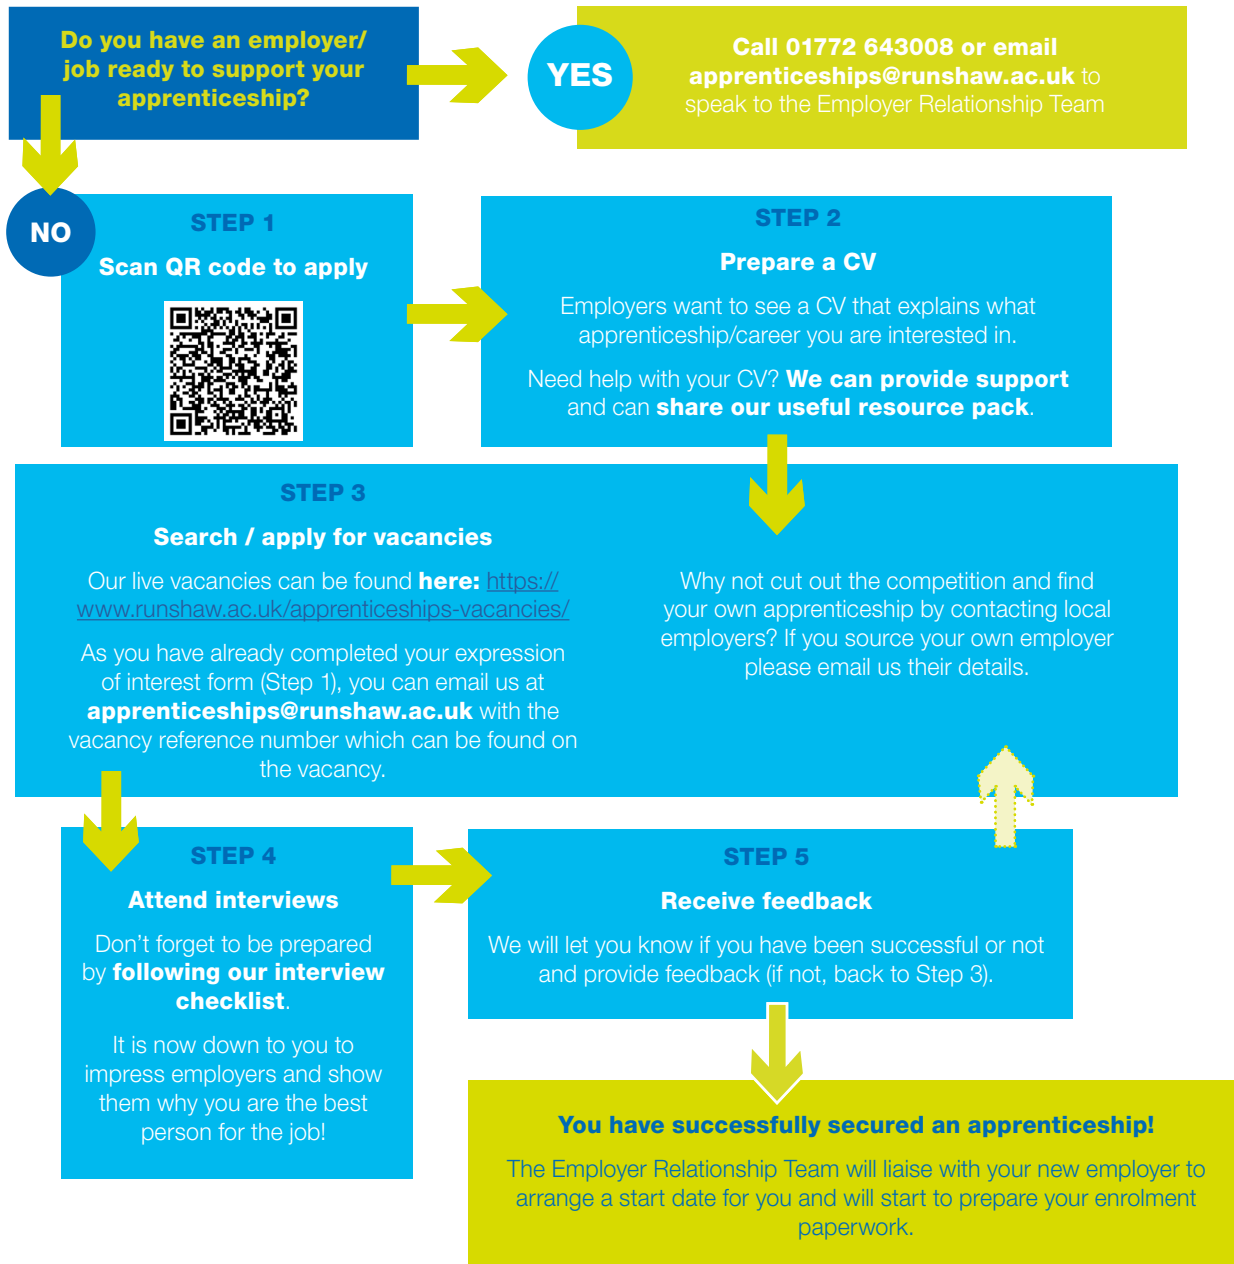 Do you have an employer/
job ready to support your
apprenticeship?
YES
Call 01772 643008 or email
apprenticeships@runshaw.ac.uk to
speak to the Employer Relationship Team
NO
STEP 1
Scan QR code to apply
STEP 2
Prepare a CV
Employers want to see a CV that explains what
apprenticeship/career you are interested in.
Need help with your CV? We can provide support
and can share our useful resource pack.
STEP 3
Search / apply for vacancies
Our live vacancies can be found here: https://
www.runshaw.ac.uk/apprenticeships-vacancies/
As you have already completed your expression
of interest form (Step 1), you can email us at
apprenticeships@runshaw.ac.uk with the
vacancy reference number which can be found on
the vacancy.
Why not cut out the competition and find
your own apprenticeship by contacting local
employers? If you source your own employer
please email us their details.
STEP 4
Attend interviews
Don't forget to be prepared
by following our interview
checklist.
It is now down to you to
impress employers and show
them why you are the best
person for the job!
STEP 5
Receive feedback
We will let you know if you have been successful or not
and provide feedback (if not, back to Step 3).
You have successfully secured an apprenticeship!
The Employer Relationship Team will liaise with your new employer to
arrange a start date for you and will start to prepare your enrolment
paperwork.